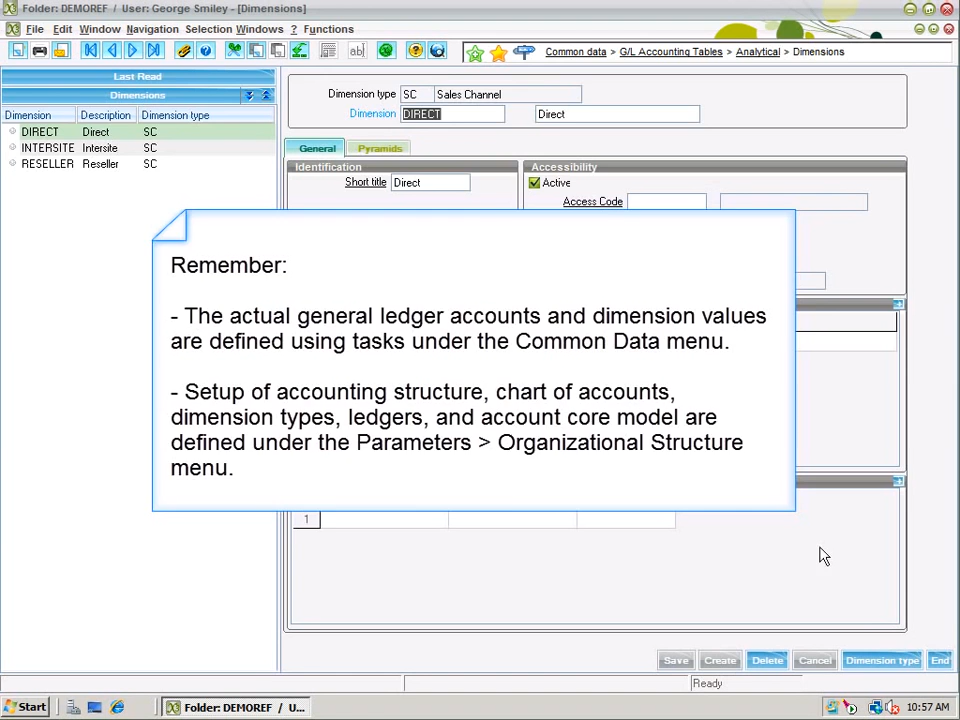 Folder: DEMOREF / User: George Smiley - [Dimensions]
File Edit Window Navigation Selection Windows ? Functions
Common data > G/L Accounting Tables > Analytical > Dimensions
Last Read
Dimensions
Dimension Description Dimension type
DIRECT Direct SC
INTERSITE Intersite SC
RESELLER Reseller SC
Dimension type SC Sales Channel
Dimension DIRECT Direct
General Pyramids
Identification Accessibility
Short title Direct Active
Access Code
Remember:
- The actual general ledger accounts and dimension values
are defined using tasks under the Common Data menu.
- Setup of accounting structure, chart of accounts,
dimension types, ledgers, and account core model are
defined under the Parameters > Organizational Structure
menu.
1
Save Create Delete Cancel Dimension type End
Ready
Start Folder: DEMOREF / U... 10:57 AM